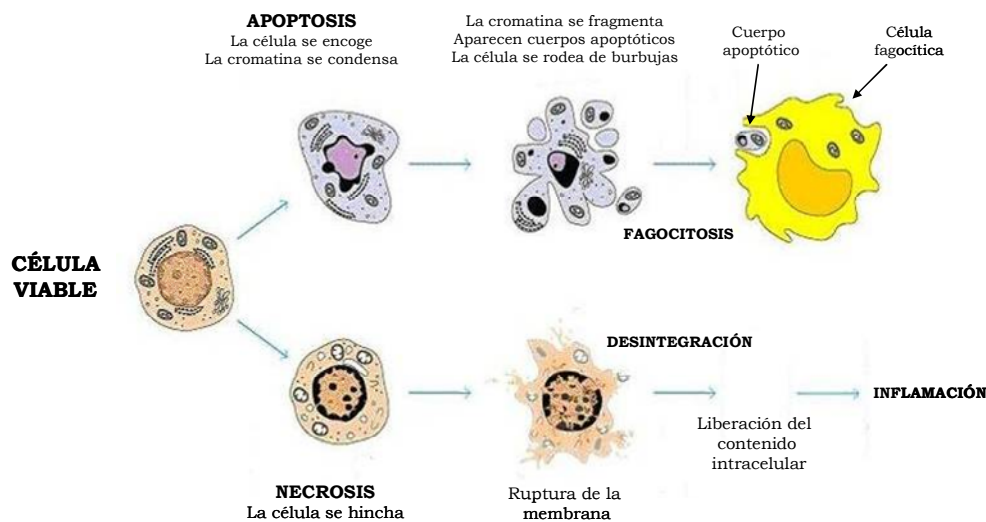 APOPTOSIS
La célula se encoge
La cromatina se condensa
La cromatina se fragmenta
Aparecen cuerpos apoptóticos
La célula se rodea de burbujas
Cuerpo
apoptótico
Célula
fagocítica
FAGOCITOSIS
CÉLULA
VIABLE
DESINTEGRACIÓN
INFLAMACIÓN
Liberación del
contenido
intracelular
NECROSIS
La célula se hincha
Ruptura de la
membrana